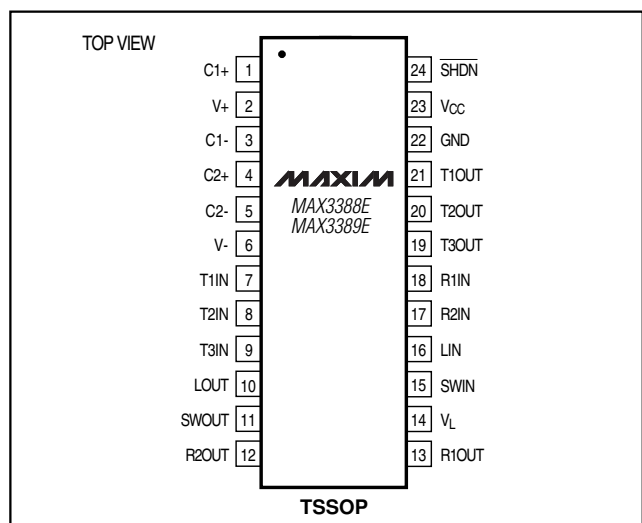 TOP VIEW
C1+ 1
V+ 2
C1- 3
C2+ 4
C2- 5
V- 6
T1IN 7
T2IN 8
T3IN 9
LOUT 10
SWOUT 11
R2OUT 12
MAXIM
MAX3388E
MAX3389E
24 SHDN
23 VCC
22 GND
21 T1OUT
20 T2OUT
19 T3OUT
18 R1IN
17 R2IN
16 LIN
15 SWIN
14 VL
13 R1OUT
TSSOP